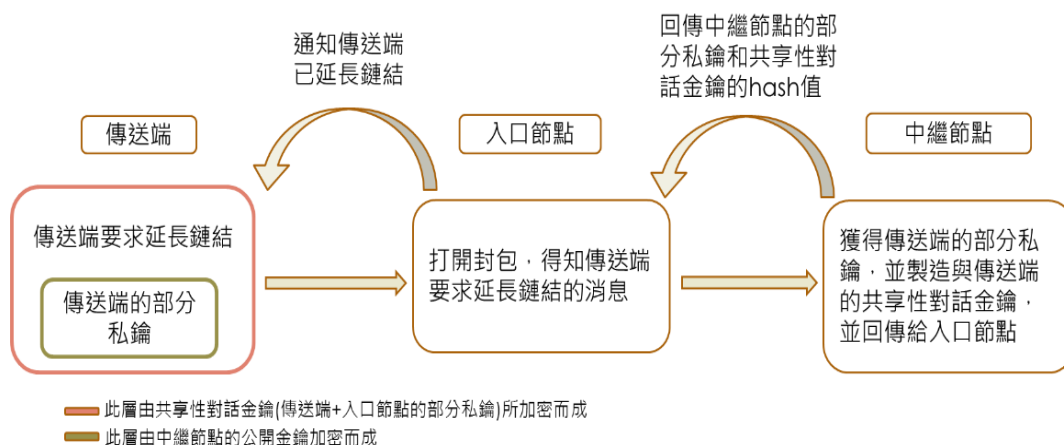 通知傳送端
已延長鏈結
回傳中繼節點的部
分私鑰和共享性對
話金鑰的hash值
傳送端
入口節點
中繼節點
傳送端要求延長鏈結
傳送端的部分
私鑰
打開封包，得知傳送端
要求延長鏈結的消息
獲得傳送端的部分私
鑰，並製造與傳送端
的共享性對話金鑰，
並回傳給入口節點
此層由共享性對話金鑰(傳送端+入口節點的部分私鑰)所加密而成
此層由中繼節點的公開金鑰加密而成